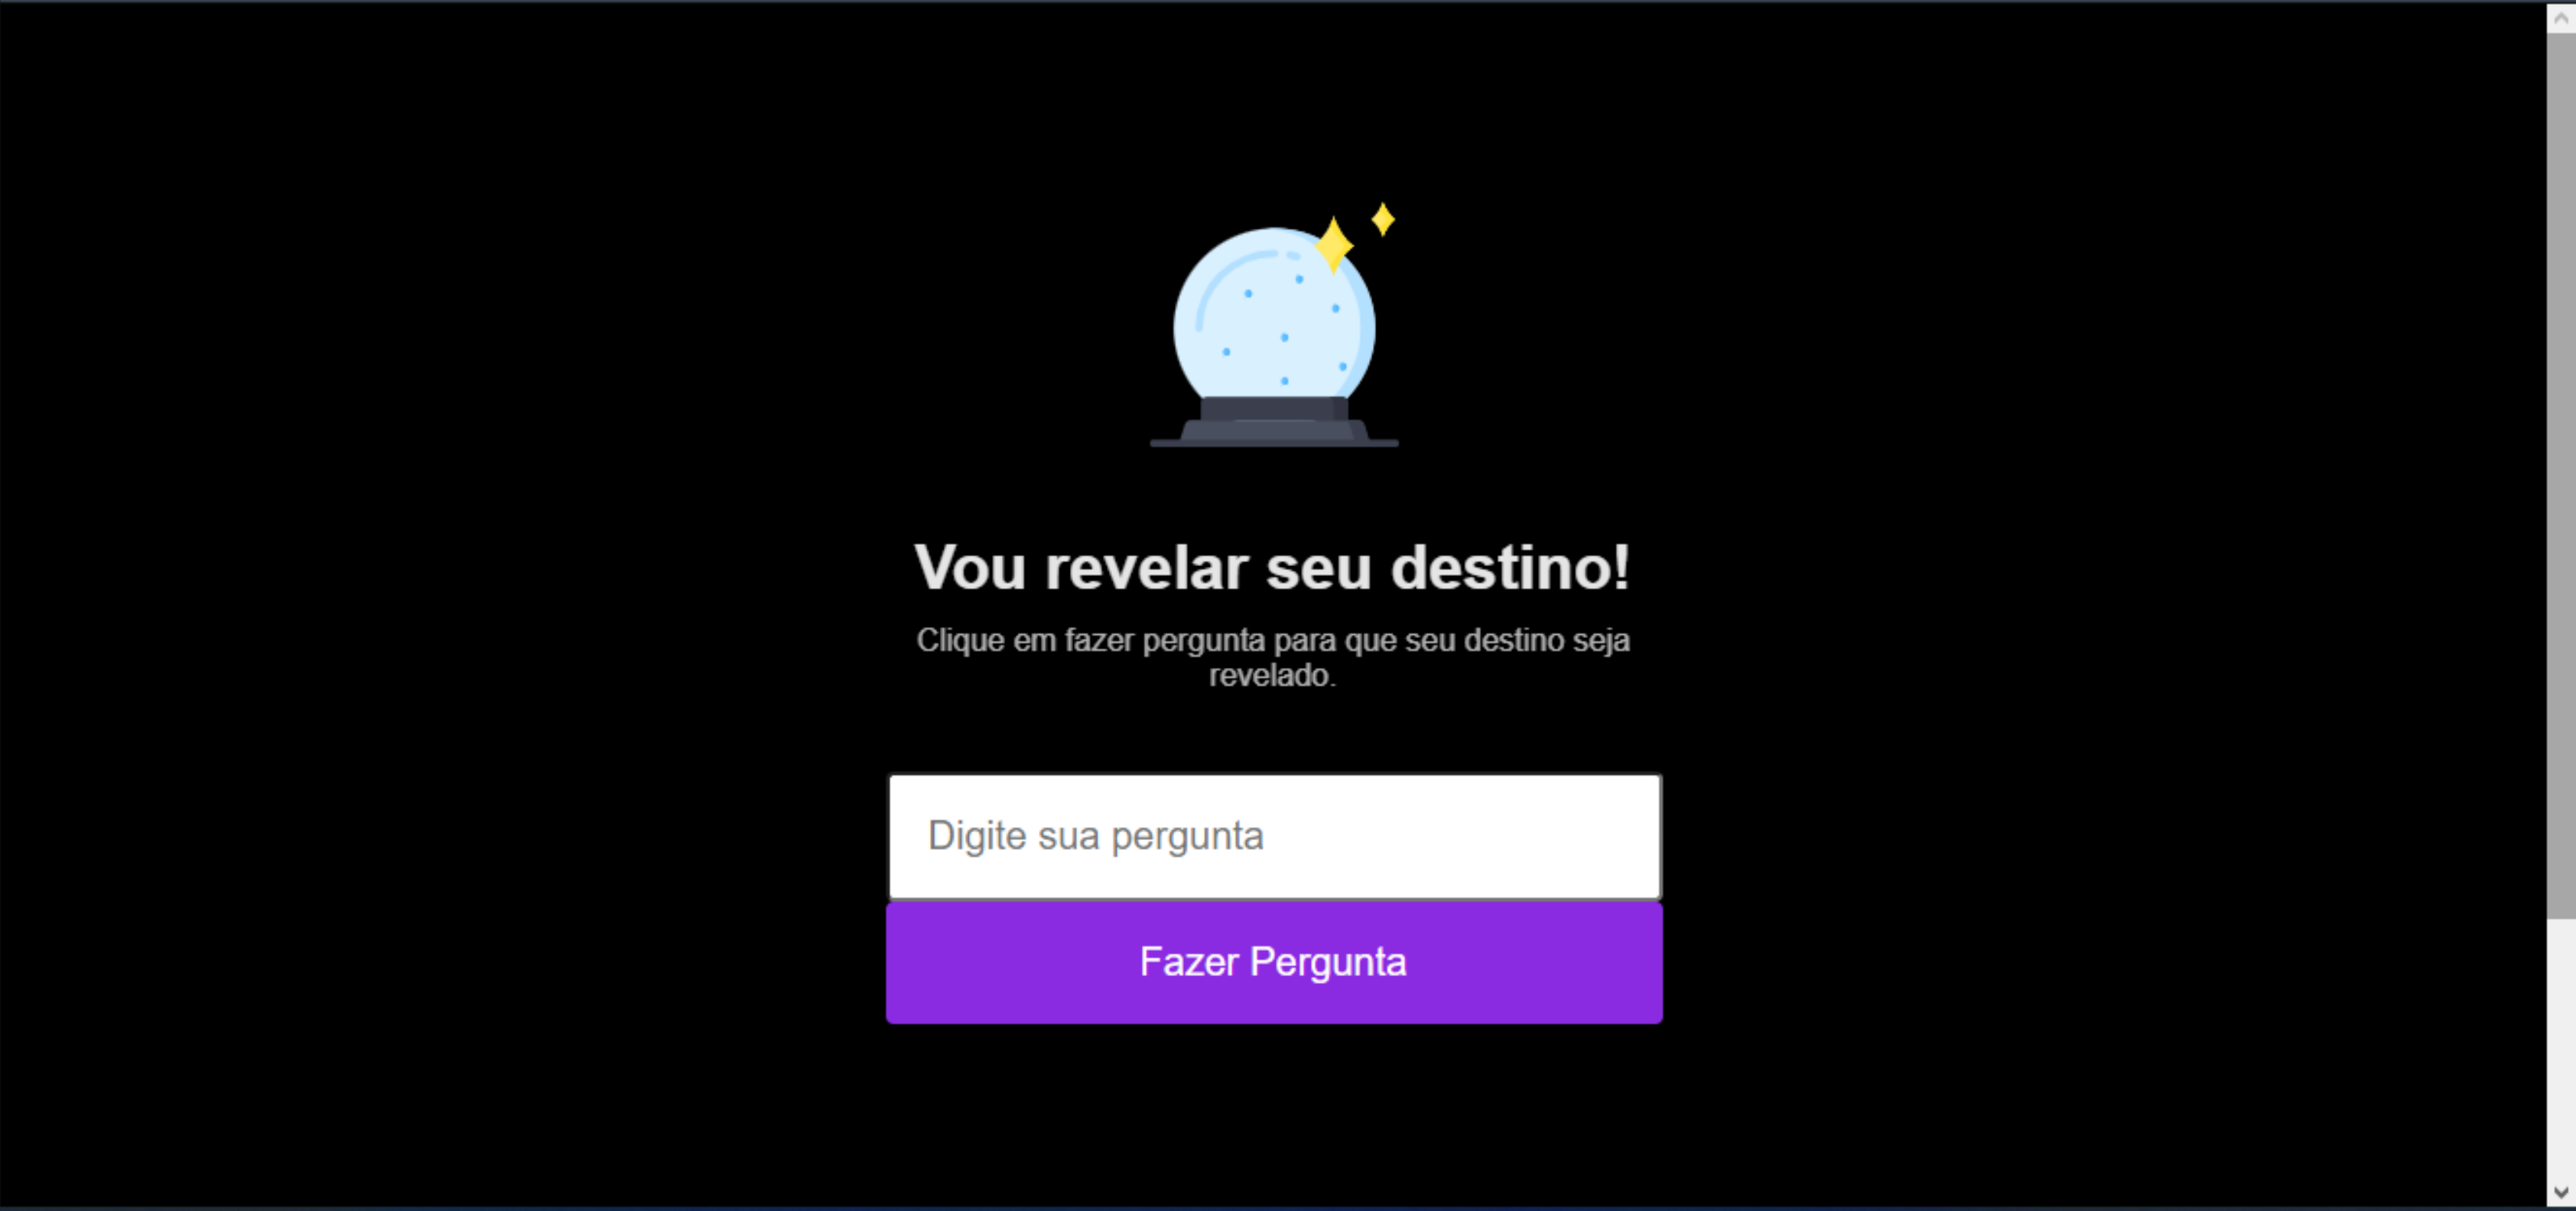 Vou revelar seu destino!
Clique em fazer pergunta para que seu destino seja
revelado.
Digite sua pergunta
Fazer Pergunta